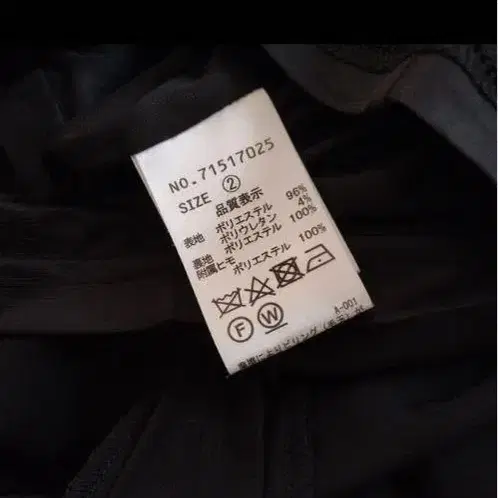 NO.71517025
SIZE ②
品質表示
表地 ポリエステル 96%
ポリウレタン 4%
裏地 ポリエステル 100%
附属ヒモ ポリエステル 100%
Ⓕ Ⓦ
A-001